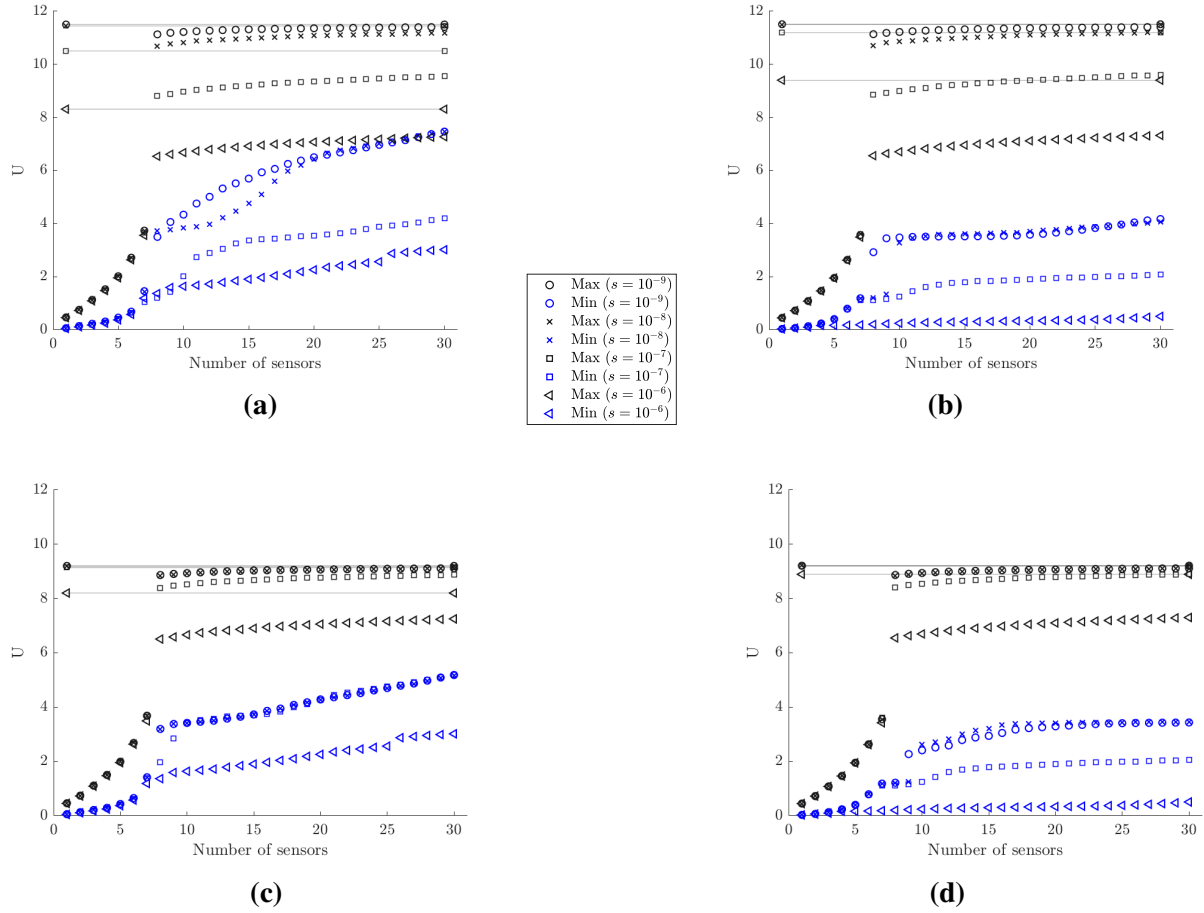 12
10
8
6
4
2
0
U
0 5 10 15 20 25 30
Number of sensors
(a)
12
10
8
6
4
2
0
U
0 5 10 15 20 25 30
Number of sensors
(b)
Max (s = 10⁻⁹)
Min (s = 10⁻⁹)
Max (s = 10⁻⁸)
Min (s = 10⁻⁸)
Max (s = 10⁻⁷)
Min (s = 10⁻⁷)
Max (s = 10⁻⁶)
Min (s = 10⁻⁶)
12
10
8
6
4
2
0
U
0 5 10 15 20 25 30
Number of sensors
(c)
12
10
8
6
4
2
0
U
0 5 10 15 20 25 30
Number of sensors
(d)